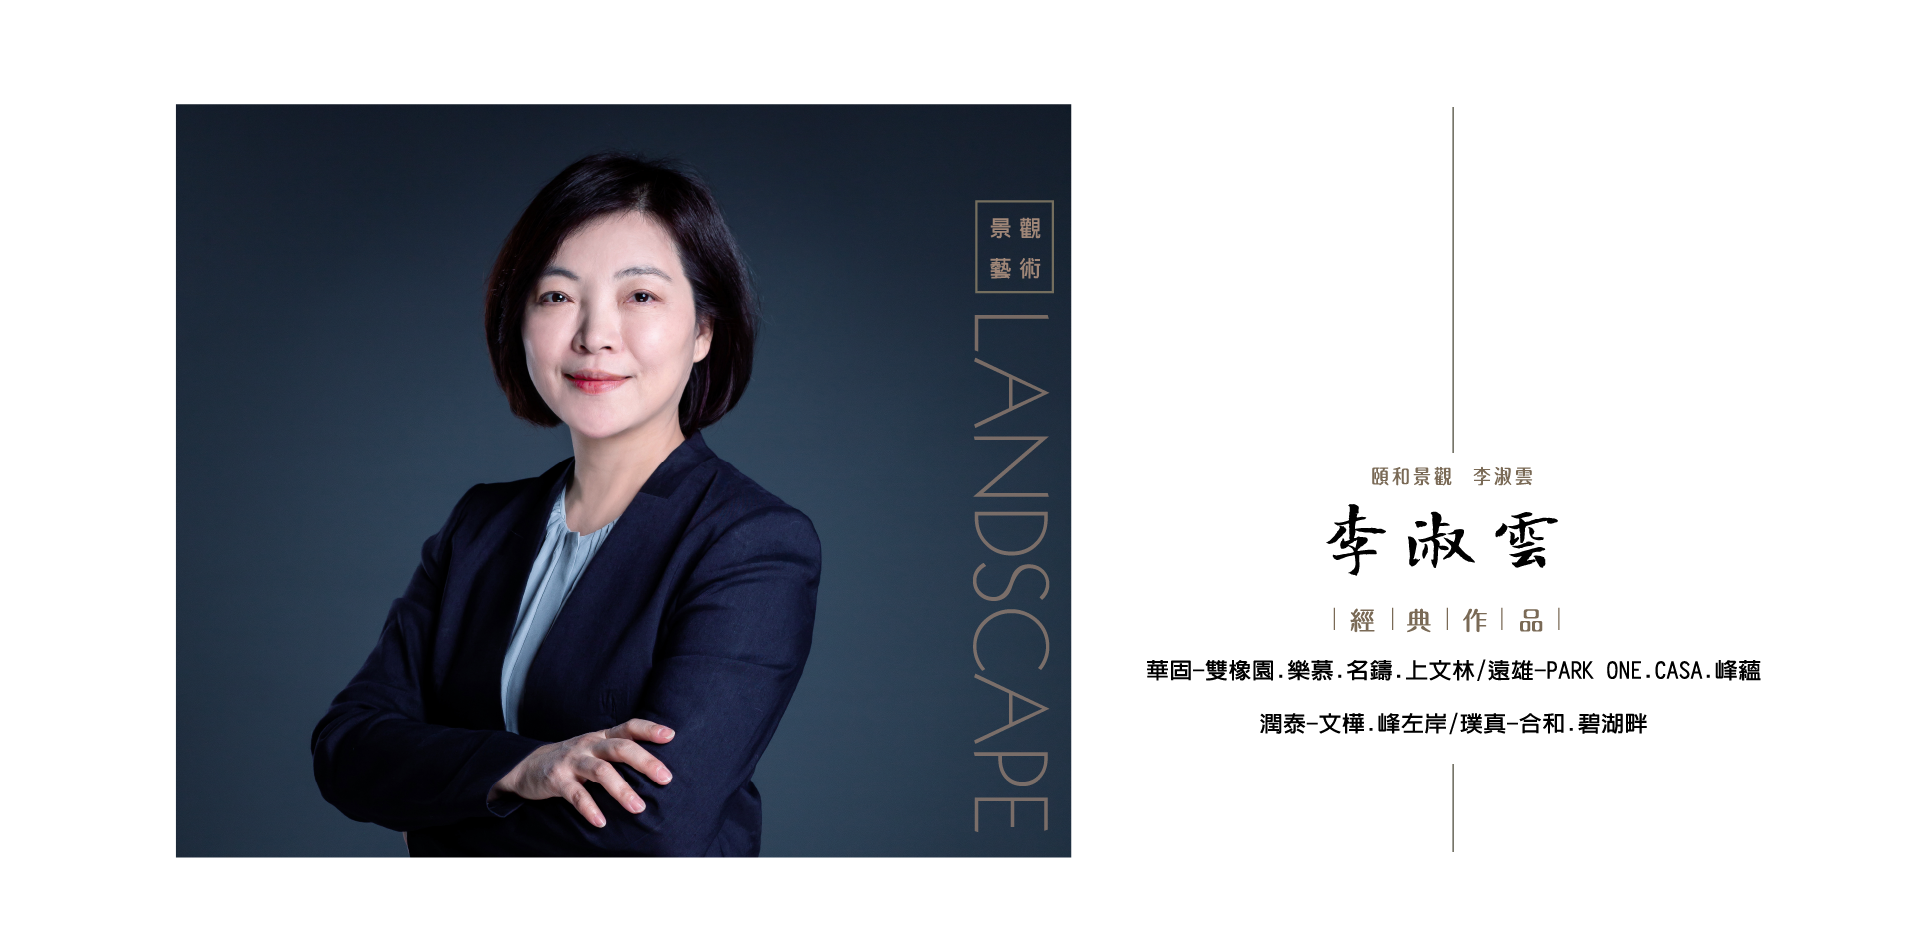 景觀
藝術
LANDSCAPE
頤和景觀 李淑雲
李淑雲
經|典|作|品
華固-雙橡園.樂慕.名鑄.上文林/遠雄-PARK ONE.CASA.峰蘊
潤泰-文樺.峰左岸/璞真-合和.碧湖畔